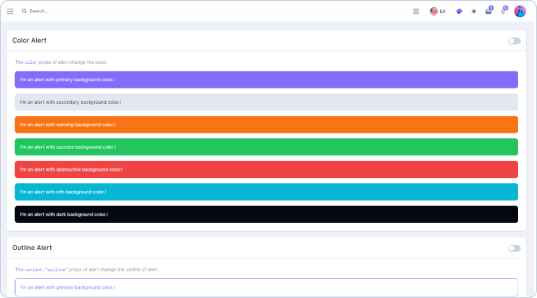 Search...
EN
Color Alert
The color props of alert change the color.
I'm an alert with primary background color!
I'm an alert with secondary background color!
I'm an alert with warning background color!
I'm an alert with success background color!
I'm an alert with destructive background color!
I'm an alert with info background color!
I'm an alert with dark background color!
Outline Alert
The variant="outline" props of alert change the outline of alert.
I'm an alert with primary background color!